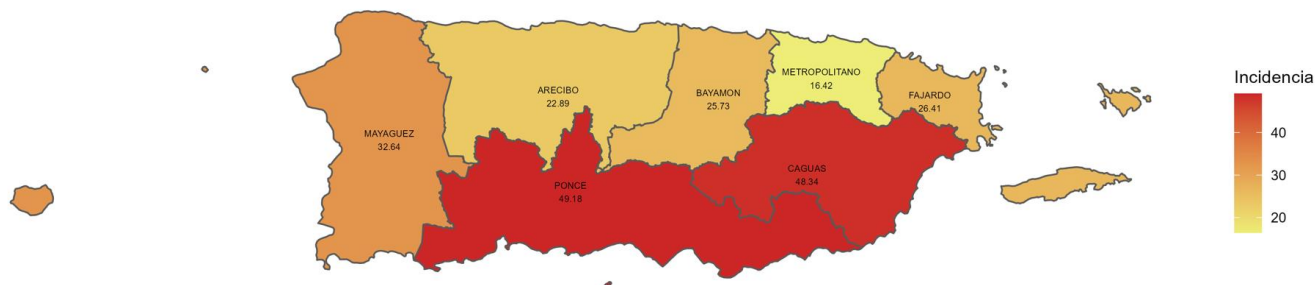 METROPOLITANO
16.42
ARECIBO
22.89
BAYAMON
25.73
FAJARDO
26.41
MAYAGUEZ
32.64
PONCE
49.18
CAGUAS
48.34
Incidencia
40
30
20